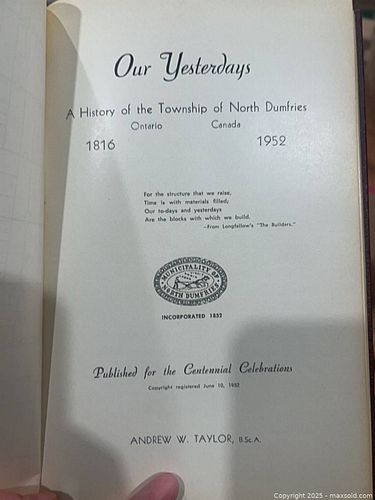 Our Yesterdays
A History of the Township of North Dumfries
Ontario Canada
1816 1952
For the structure that we raise,
Time is with materials filled;
Our to-days and yesterdays
Are the blocks with which we build.
-From Longfellow's "The Builders."
MUNICIPALITY OF
NORTH DUMFRIES
INCORPORATED 1852
Published for the Centennial Celebrations
Copyright registered June 10, 1952
ANDREW W. TAYLOR, B.Sc.A.
Copyright 2025 - maxsold.com